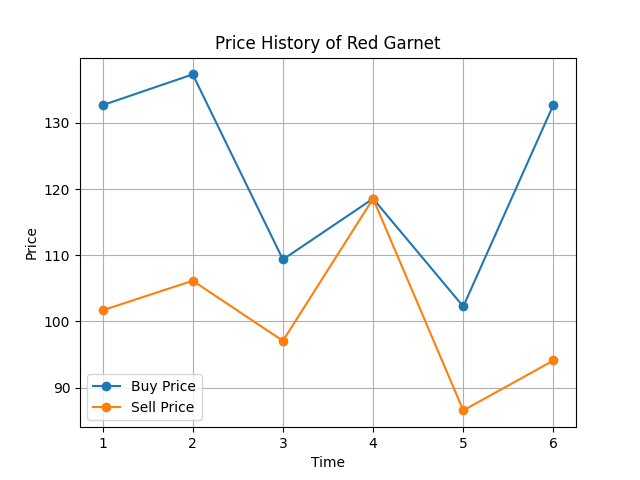 Price History of Red Garnet
Price
130
120
110
100
90
Buy Price
Sell Price
1 2 3 4 5 6
Time